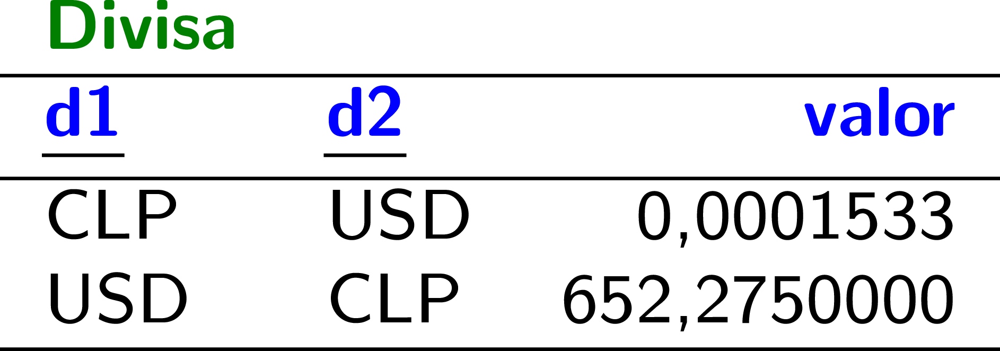 Divisa
d1 d2 valor
CLP USD 0,0001533
USD CLP 652,2750000